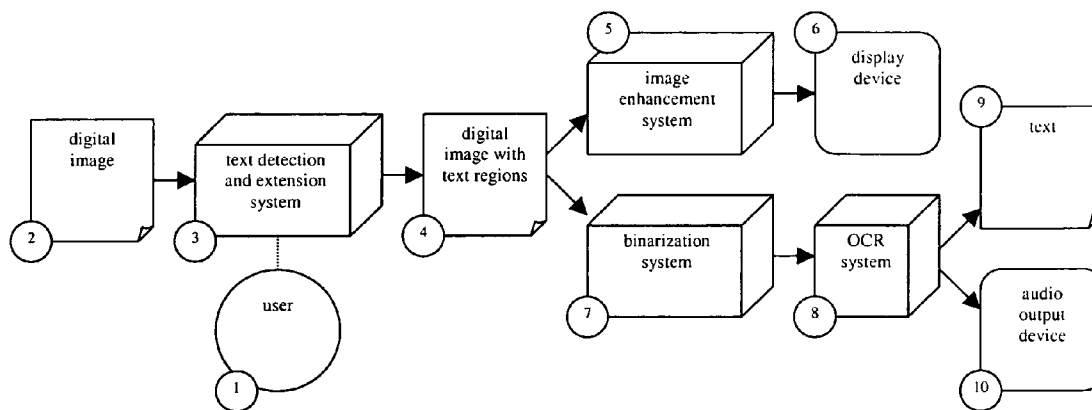 digital
image
2
text detection
and extension
system
3
user
1
digital
image with
text regions
4
5
image
enhancement
system
6
display
device
binarization
system
7
OCR
system
8
9
text
audio
output
device
10